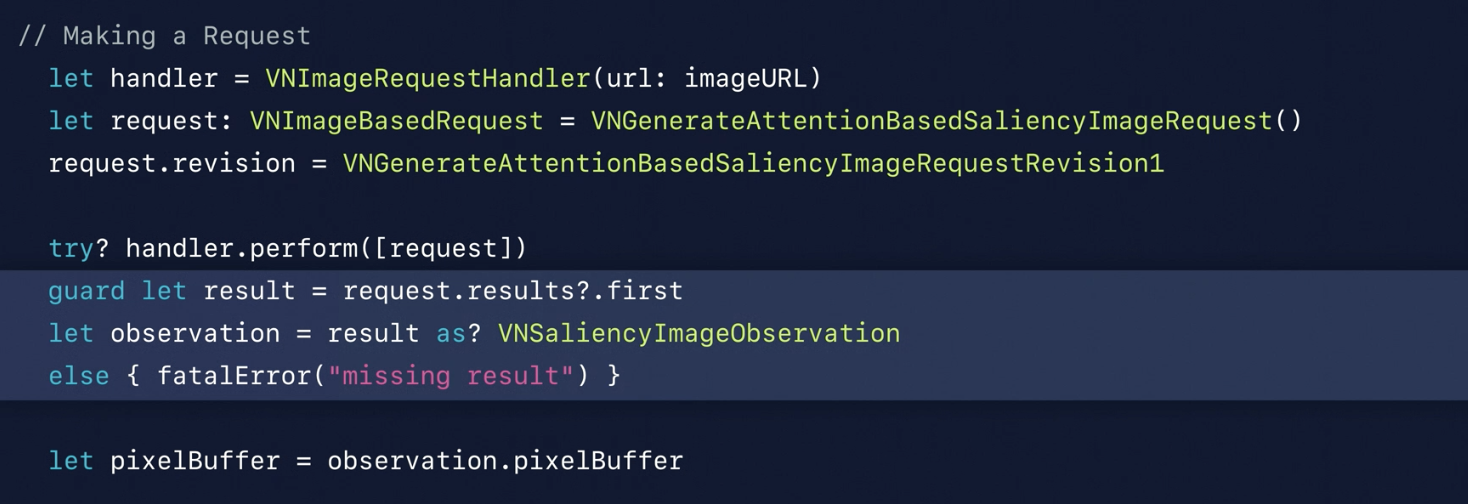 // Making a Request
let handler = VNImageRequestHandler(url: imageURL)
let request: VNImageBasedRequest = VNGenerateAttentionBasedSaliencyImageRequest()
request.revision = VNGenerateAttentionBasedSaliencyImageRequestRevision1
try? handler.perform([request])
guard let result = request.results?.first
let observation = result as? VNSaliencyImageObservation
else { fatalError("missing result") }
let pixelBuffer = observation.pixelBuffer